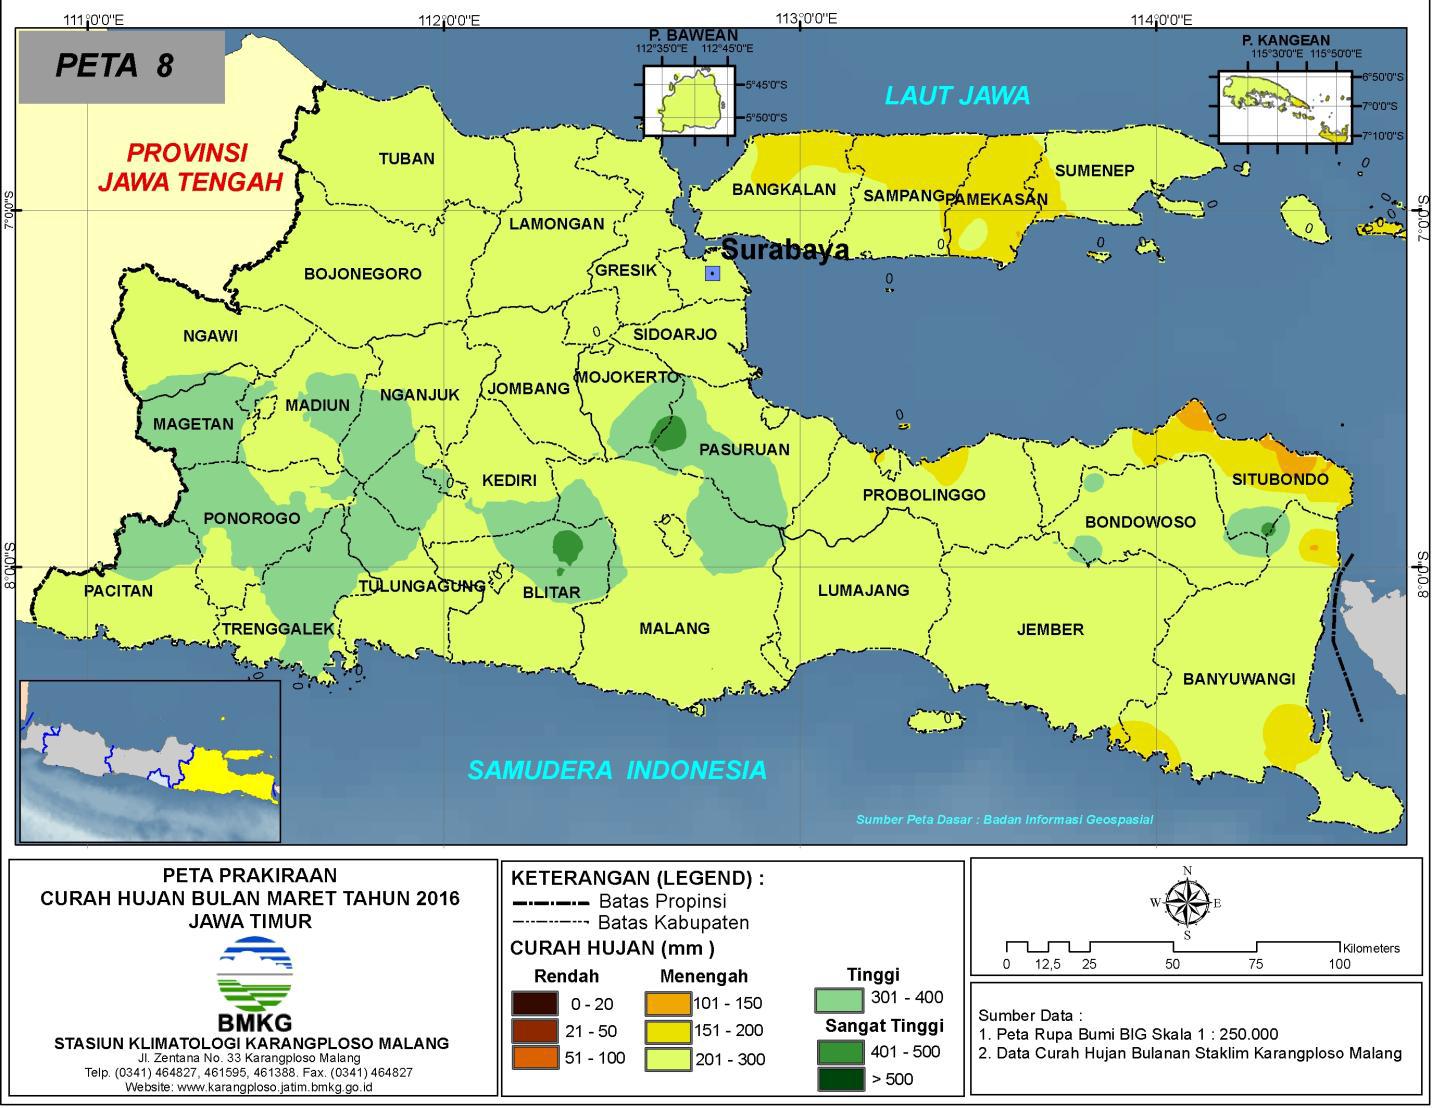 111°0'0"E
112°0'0"E
113°0'0"E
114°0'0"E
PETA 8
P. BAWEAN
112°35'0"E 112°45'0"E
5°45'0"S
5°50'0"S
P. KANGEAN
115°30'0"E 115°50'0"E
6°50'0"S
7°0'0"S
7°10'0"S
LAUT JAWA
PROVINSI
JAWA TENGAH
TUBAN
LAMONGAN
BOJONEGORO
GRESIK
Surabaya
BANGKALAN
SAMPANG
PAMEKASAN
SUMENEP
7°0'0"S
7°0'0"S
NGAWI
SIDOARJO
MOJOKERTO
JOMBANG
NGANJUK
MADIUN
MAGETAN
PASURUAN
KEDIRI
PROBOLINGGO
SITUBONDO
PONOROGO
BONDOWOSO
8°0'0"S
8°0'0"S
PACITAN
TULUNGAGUNG
BLITAR
LUMAJANG
TRENGGALEK
MALANG
JEMBER
BANYUWANGI
SAMUDERA INDONESIA
Sumber Peta Dasar : Badan Informasi Geospasial
PETA PRAKIRAAN
CURAH HUJAN BULAN MARET TAHUN 2016
JAWA TIMUR
BMKG
STASIUN KLIMATOLOGI KARANGPLOSO MALANG
Jl. Zentana No. 33 Karangploso Malang
Telp. (0341) 464827, 461595, 461388. Fax. (0341) 464827
Website: www.karangploso.jatim.bmkg.go.id
KETERANGAN (LEGEND) :
Batas Propinsi
Batas Kabupaten
CURAH HUJAN (mm )
Rendah
0 - 20
21 - 50
51 - 100
Menengah
101 - 150
151 - 200
201 - 300
Tinggi
301 - 400
Sangat Tinggi
401 - 500
> 500
N
W E
S
Kilometers
0 12,5 25 50 75 100
Sumber Data :
1. Peta Rupa Bumi BIG Skala 1 : 250.000
2. Data Curah Hujan Bulanan Staklim Karangploso Malang